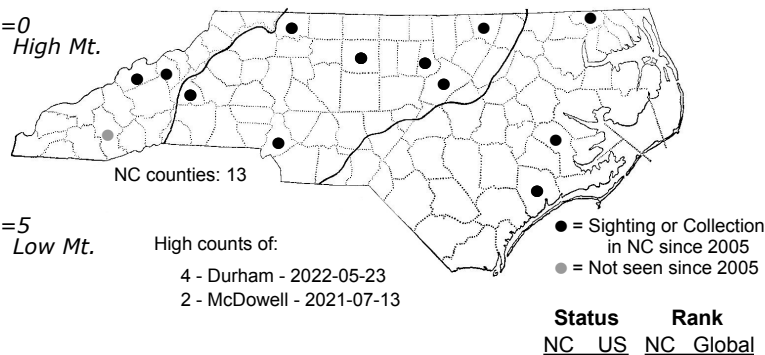 =0
High Mt.
NC counties: 13
=5
Low Mt.
High counts of:
4 - Durham - 2022-05-23
2 - McDowell - 2021-07-13
= Sighting or Collection
in NC since 2005
= Not seen since 2005
Status Rank
NC US NC Global